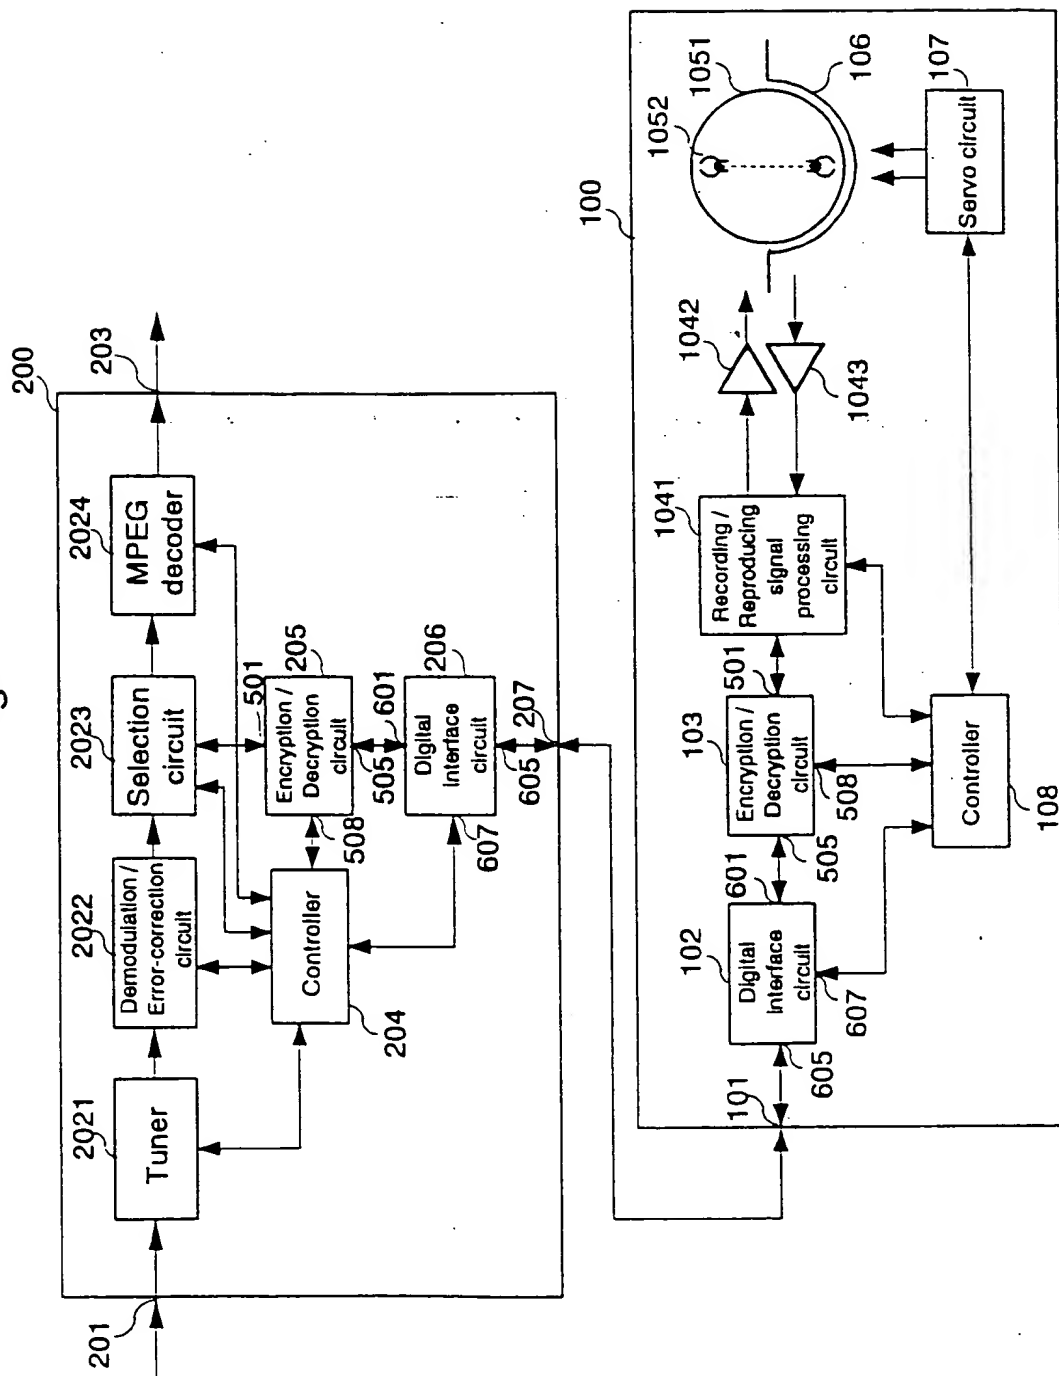 200
201
2021
Tuner
2022
Demodulation /
Error-correction
circuit
2023
Selection
circuit
2024
MPEG
decoder
203
501
Controller
204
508
Encryption /
Decryption
circuit
205
505
601
Digital
Interface
circuit
206
607
605
207
100
101
605
102
Digital
Interface
circuit
607
601
505
103
Encryption /
Decryption
circuit
508
501
1041
Recording /
Reproducing
signal
processing
circuit
1042
1043
1052
1051
106
107
Servo circuit
Controller
108